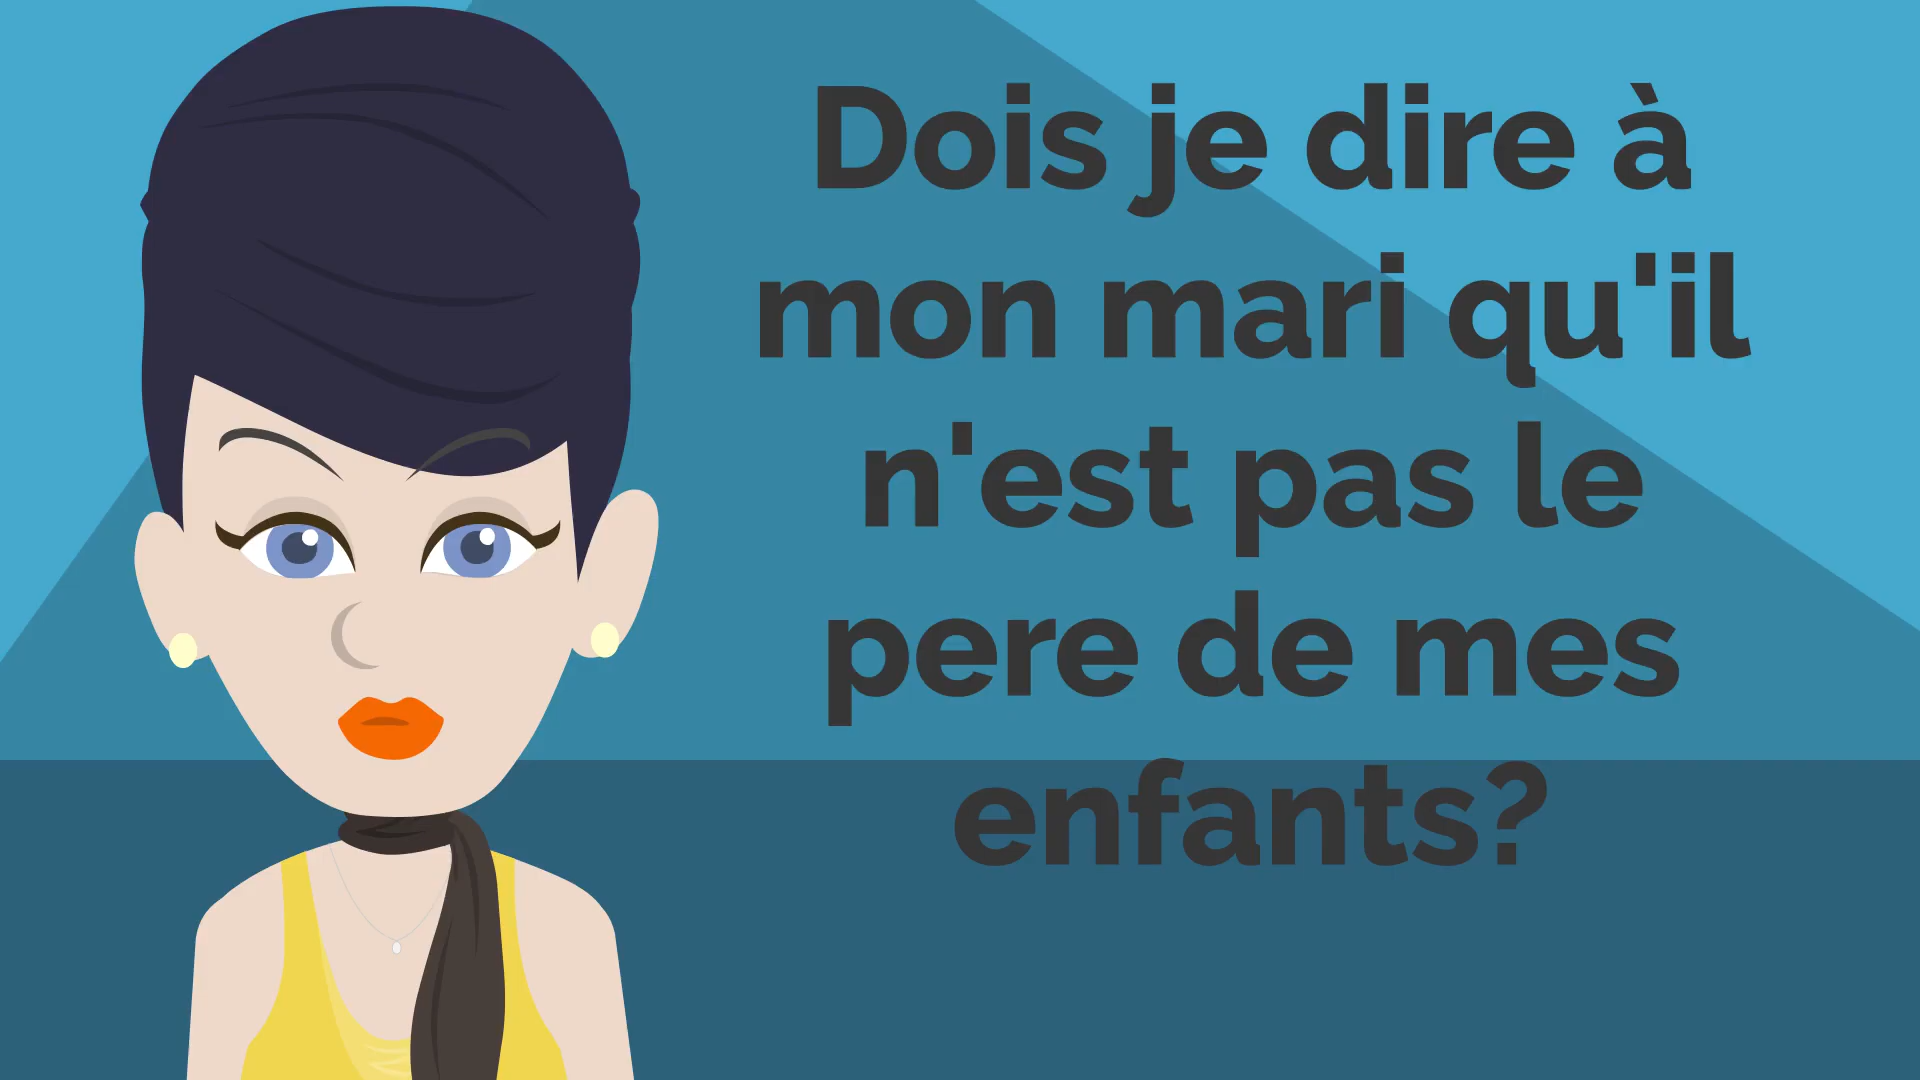 Dois je dire à
mon mari qu'il
n'est pas le
pere de mes
enfants?